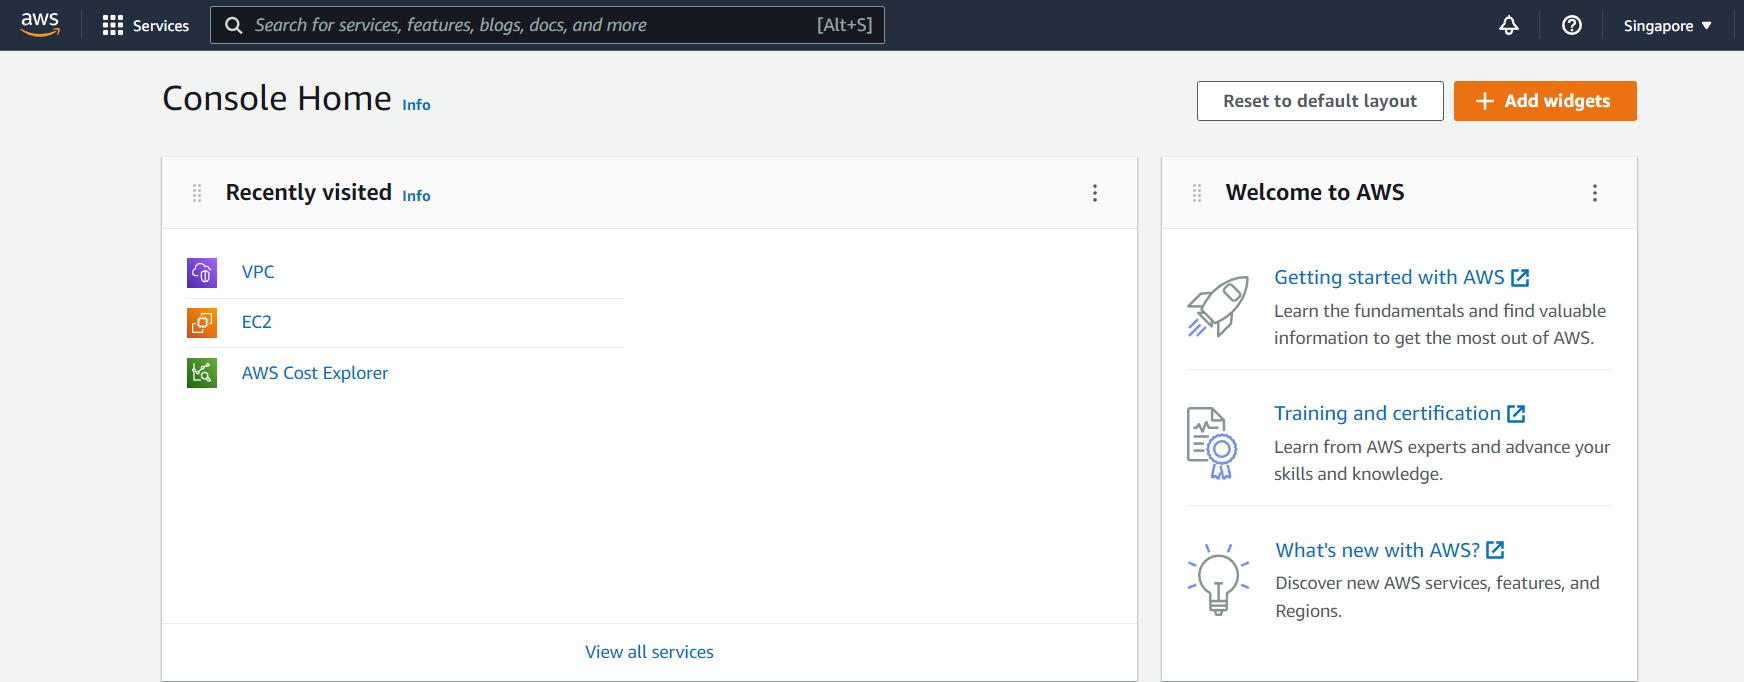 aws
Services
Search for services, features, blogs, docs, and more
[Alt+S]
Singapore
Console Home Info
Reset to default layout
Add widgets
Recently visited Info
VPC
EC2
AWS Cost Explorer
View all services
Welcome to AWS
Getting started with AWS
Learn the fundamentals and find valuable
information to get the most out of AWS.
Training and certification
Learn from AWS experts and advance your
skills and knowledge.
What's new with AWS?
Discover new AWS services, features, and
Regions.